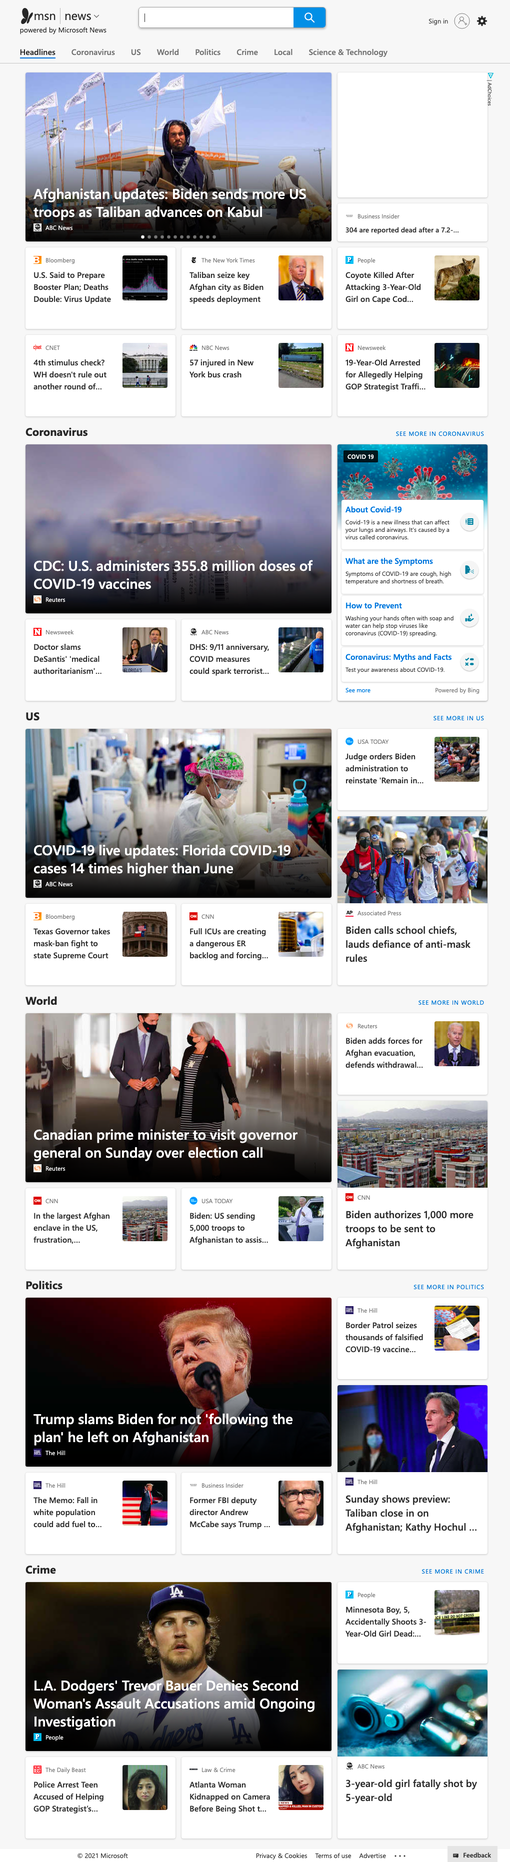 msn | news
powered by Microsoft News
Sign in
Headlines Coronavirus US World Politics Crime Local Science & Technology
Afghanistan updates: Biden sends more US
troops as Taliban advances on Kabul
ABC News
AdChoices
Business Insider
304 are reported dead after a 7.2-...
Bloomberg
U.S. Said to Prepare
Booster Plan; Deaths
Double: Virus Update
The New York Times
Taliban seize key
Afghan city as Biden
speeds deployment
People
Coyote Killed After
Attacking 3-Year-Old
Girl on Cape Cod...
CNET
4th stimulus check?
WH doesn't rule out
another round of...
NBC News
57 injured in New
York bus crash
Newsweek
19-Year-Old Arrested
for Allegedly Helping
GOP Strategist Traffi...
Coronavirus
SEE MORE IN CORONAVIRUS
CDC: U.S. administers 355.8 million doses of
COVID-19 vaccines
Reuters
COVID 19
About Covid-19
Covid-19 is a new illness that can affect
your lungs and airways. It's caused by a
virus called coronavirus.
What are the Symptoms
Symptoms of COVID-19 are cough, high
temperature and shortness of breath.
How to Prevent
Washing your hands often with soap and
water can help stop viruses like
coronavirus (COVID-19) spreading.
Coronavirus: Myths and Facts
Test your awareness about COVID-19.
See more
Powered by Bing
Newsweek
Doctor slams
DeSantis' 'medical
authoritarianism'...
ABC News
DHS: 9/11 anniversary,
COVID measures
could spark terrorist...
US
SEE MORE IN US
COVID-19 live updates: Florida COVID-19
cases 14 times higher than June
ABC News
USA TODAY
Judge orders Biden
administration to
reinstate 'Remain in...
Associated Press
Biden calls school chiefs,
lauds defiance of anti-mask
rules
Bloomberg
Texas Governor takes
mask-ban fight to
state Supreme Court
CNN
Full ICUs are creating
a dangerous ER
backlog and forcing...
World
SEE MORE IN WORLD
Canadian prime minister to visit governor
general on Sunday over election call
Reuters
Reuters
Biden adds forces for
Afghan evacuation,
defends withdrawal...
CNN
Biden authorizes 1,000 more
troops to be sent to
Afghanistan
CNN
In the largest Afghan
enclave in the US,
frustration,...
USA TODAY
Biden: US sending
5,000 troops to
Afghanistan to assis...
Politics
SEE MORE IN POLITICS
Trump slams Biden for not 'following the
plan' he left on Afghanistan
The Hill
The Hill
Border Patrol seizes
thousands of falsified
COVID-19 vaccine...
The Hill
Sunday shows preview:
Taliban close in on
Afghanistan; Kathy Hochul ...
The Hill
The Memo: Fall in
white population
could add fuel to...
Business Insider
Former FBI deputy
director Andrew
McCabe says Trump ...
Crime
SEE MORE IN CRIME
L.A. Dodgers' Trevor Bauer Denies Second
Woman's Assault Accusations amid Ongoing
Investigation
People
People
Minnesota Boy, 5,
Accidentally Shoots 3-
Year-Old Girl Dead:...
ABC News
3-year-old girl fatally shot by
5-year-old
The Daily Beast
Police Arrest Teen
Accused of Helping
GOP Strategist's...
Law & Crime
Atlanta Woman
Kidnapped on Camera
Before Being Shot t...
© 2021 Microsoft
Privacy & Cookies Terms of use Advertise ...
Feedback